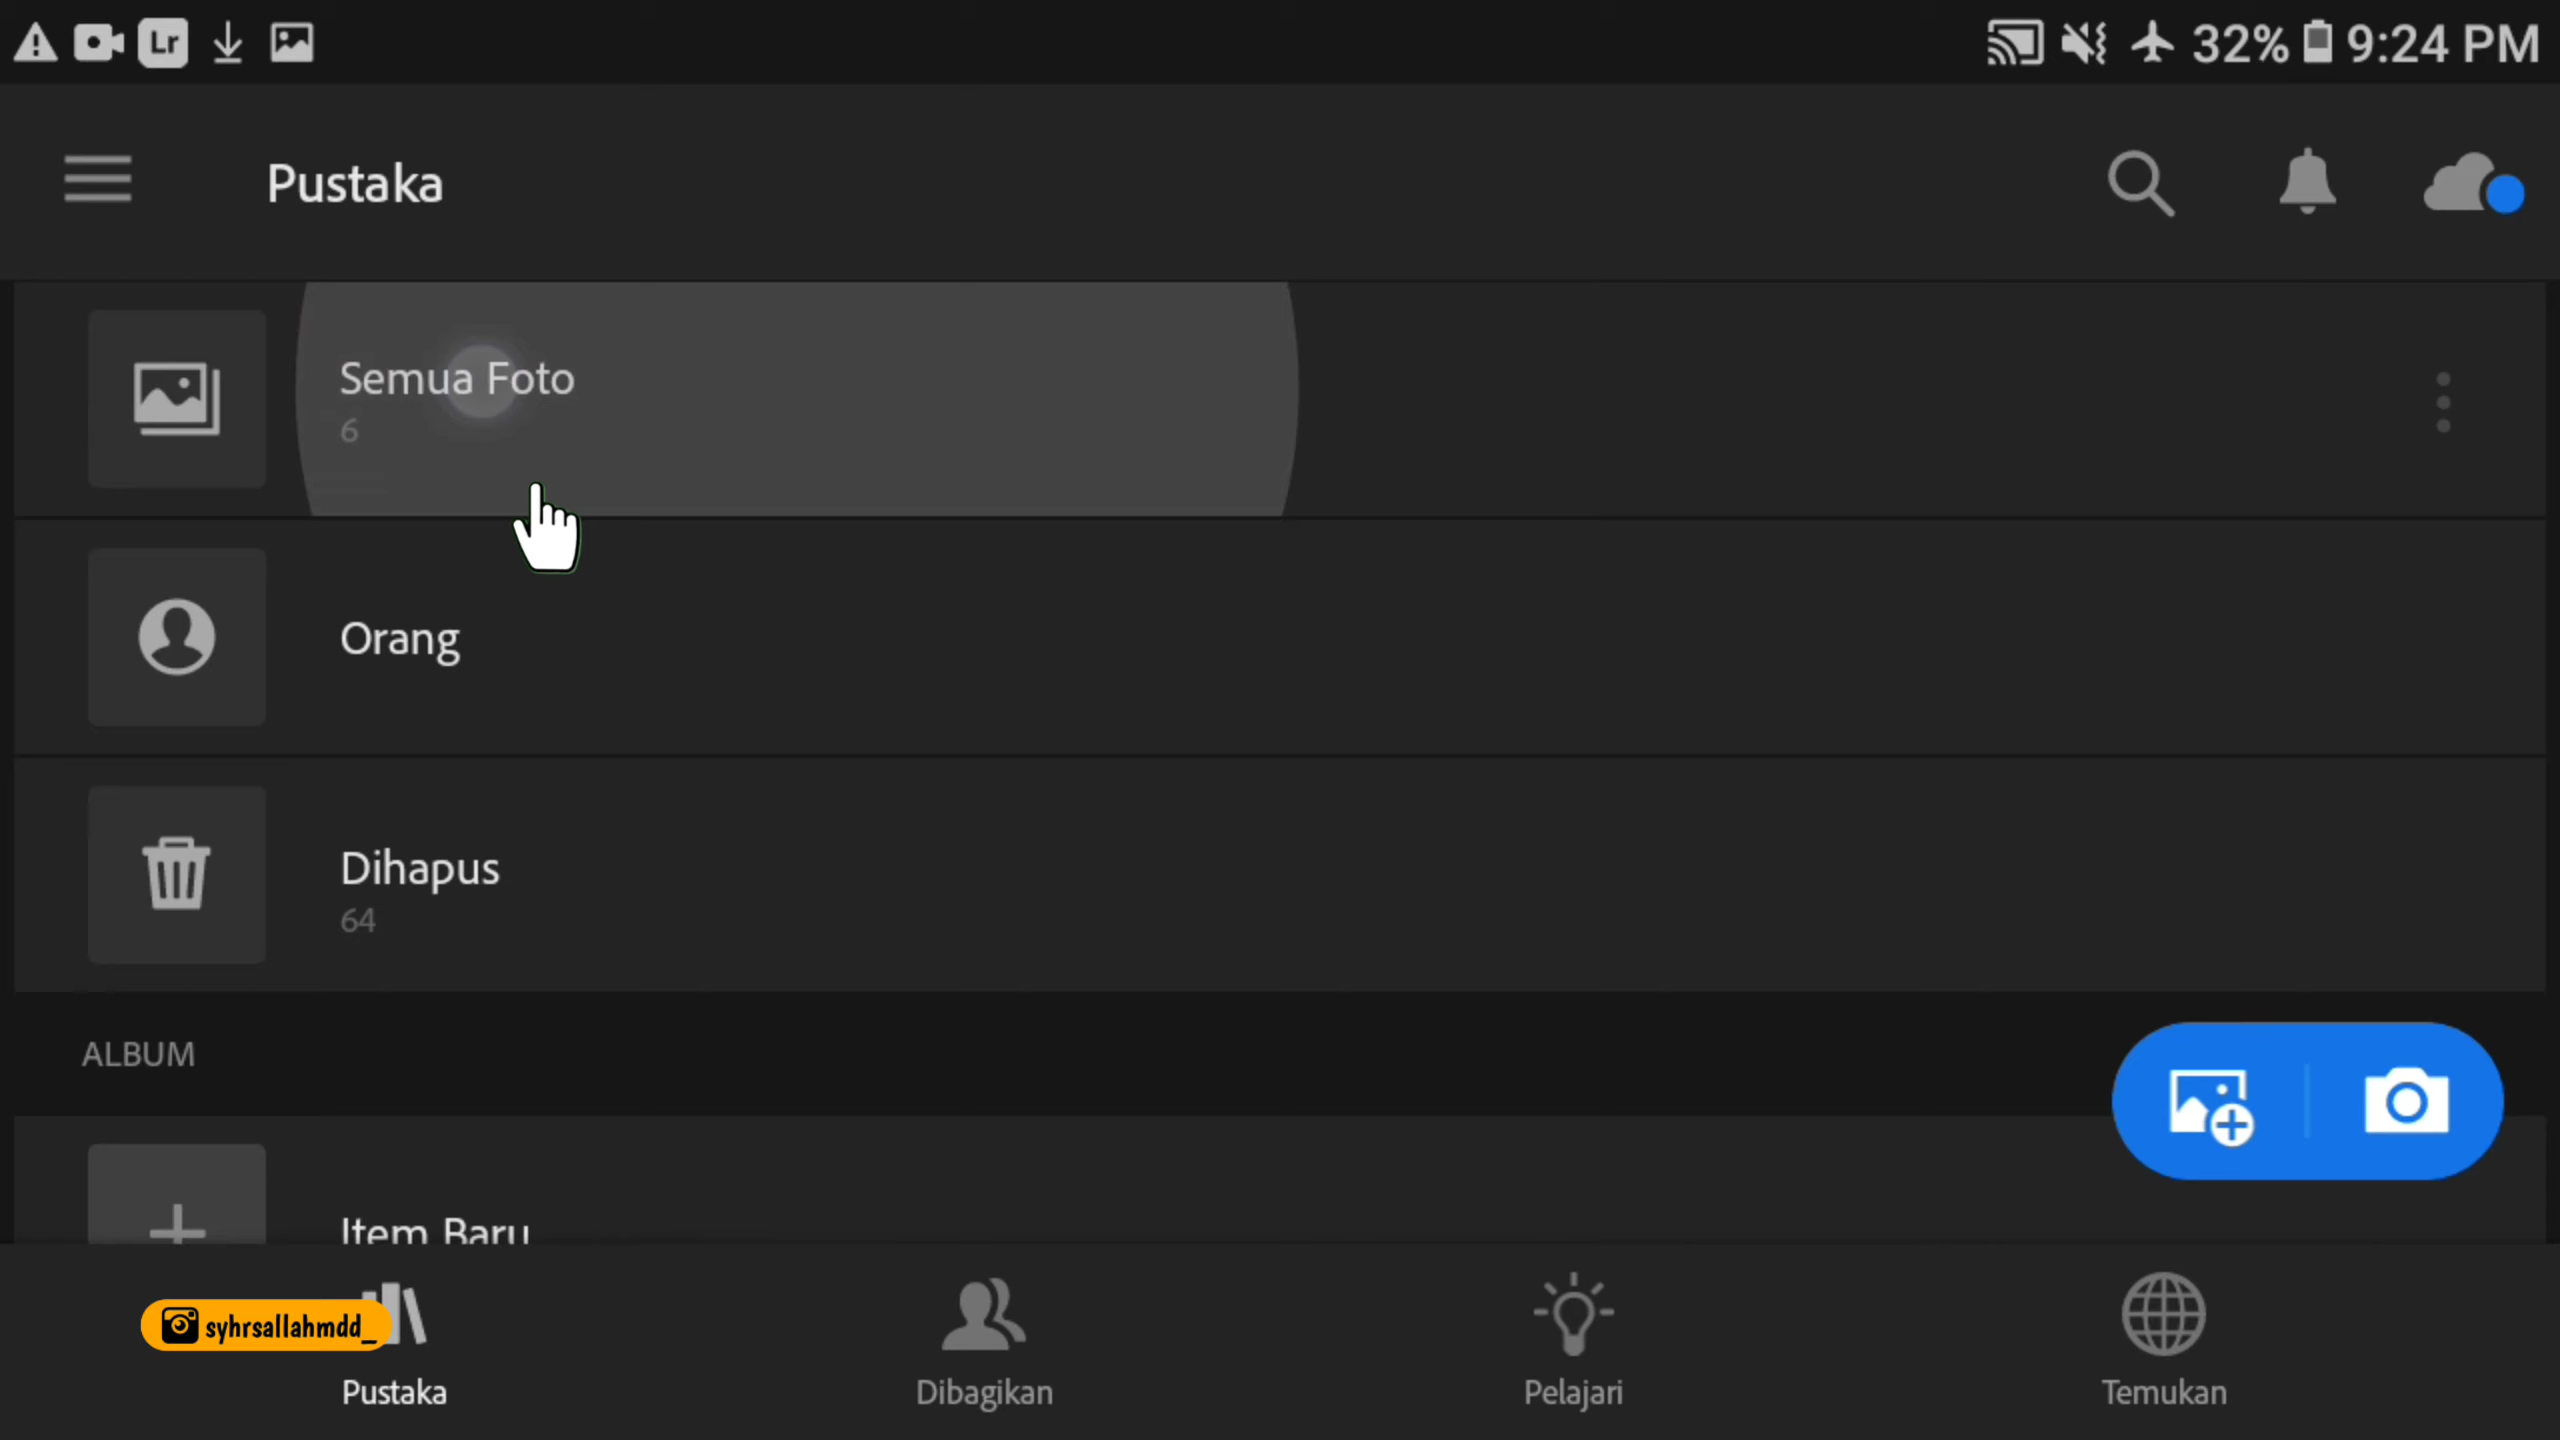 Lr 32% 9:24 PM
Pustaka
Semua Foto
6
Orang
Dihapus
64
ALBUM
Item Baru
syhrsallahmdd_
Pustaka Dibagikan Pelajari Temukan